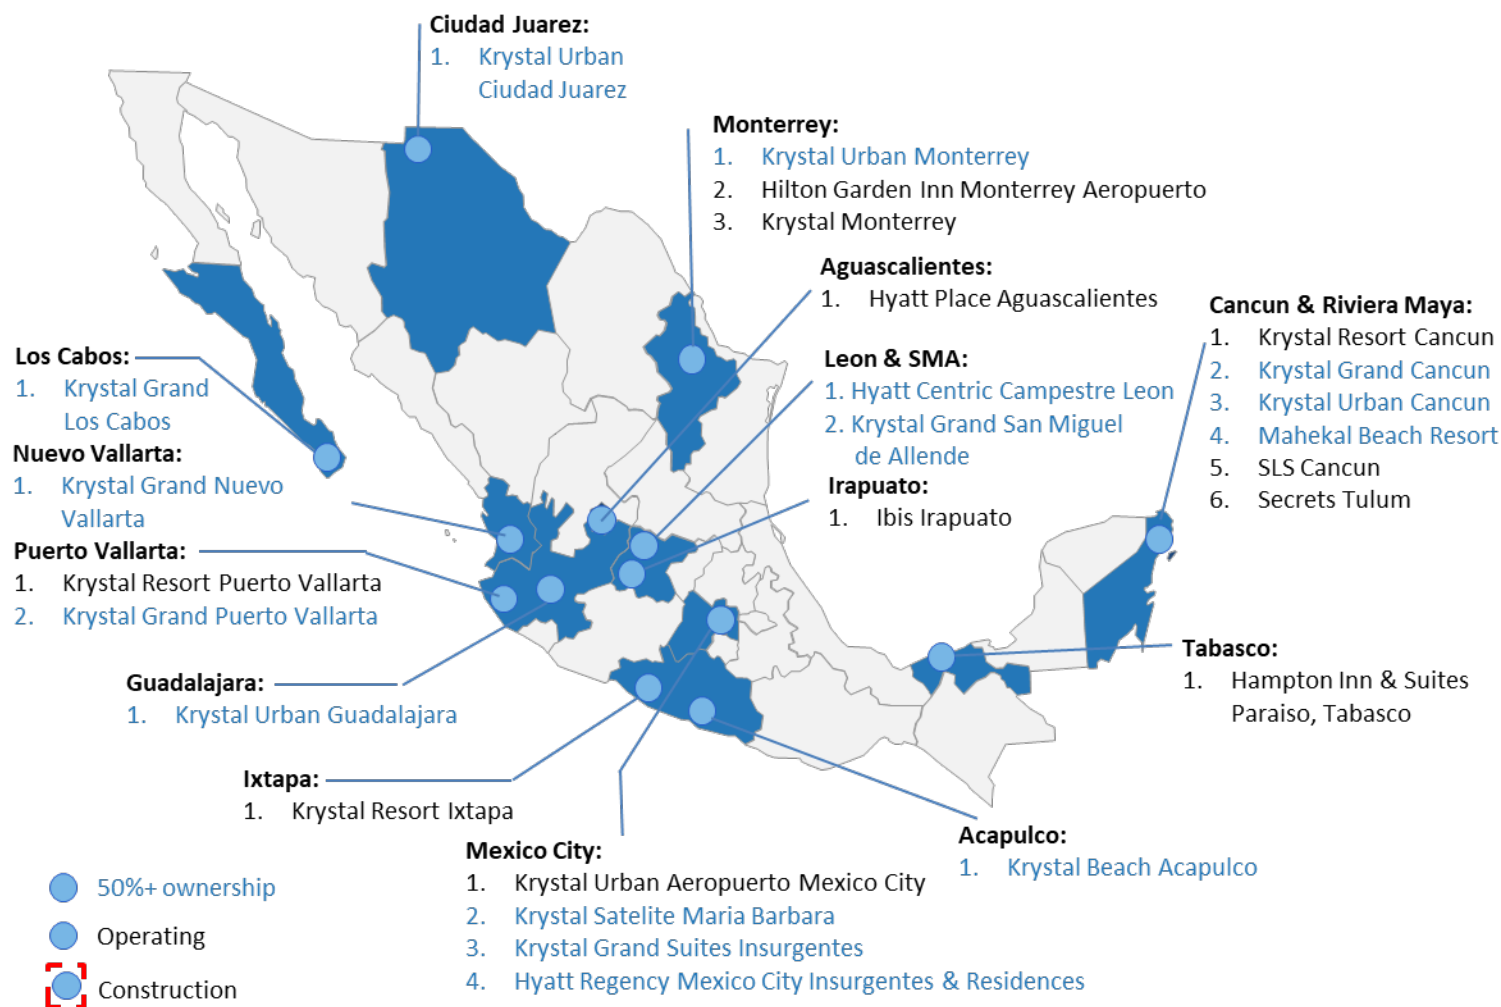 Ciudad Juarez:
1. Krystal Urban
Ciudad Juarez
Monterrey:
1. Krystal Urban Monterrey
2. Hilton Garden Inn Monterrey Aeropuerto
3. Krystal Monterrey
Aguascalientes:
1. Hyatt Place Aguascalientes
Cancun & Riviera Maya:
1. Krystal Resort Cancun
2. Krystal Grand Cancun
3. Krystal Urban Cancun
4. Mahekal Beach Resort
5. SLS Cancun
6. Secrets Tulum
Leon & SMA:
1. Hyatt Centric Campestre Leon
2. Krystal Grand San Miguel
de Allende
Irapuato:
1. Ibis Irapuato
Los Cabos:
1. Krystal Grand
Los Cabos
Nuevo Vallarta:
1. Krystal Grand Nuevo
Vallarta
Puerto Vallarta:
1. Krystal Resort Puerto Vallarta
2. Krystal Grand Puerto Vallarta
Guadalajara:
1. Krystal Urban Guadalajara
Tabasco:
1. Hampton Inn & Suites
Paraiso, Tabasco
Ixtapa:
1. Krystal Resort Ixtapa
Mexico City:
1. Krystal Urban Aeropuerto Mexico City
2. Krystal Satelite Maria Barbara
3. Krystal Grand Suites Insurgentes
4. Hyatt Regency Mexico City Insurgentes & Residences
Acapulco:
1. Krystal Beach Acapulco
50%+ ownership
Operating
Construction